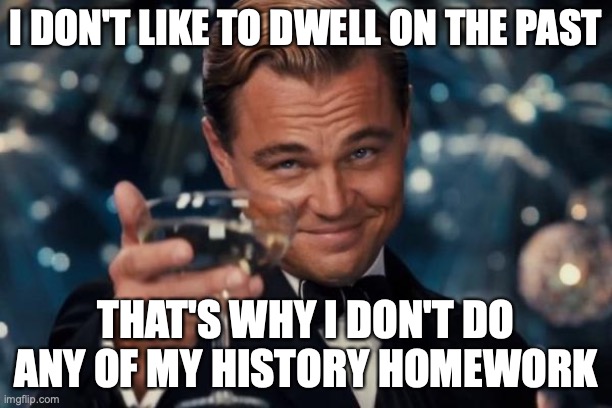 I DON'T LIKE TO DWELL ON THE PAST
THAT'S WHY I DON'T DO
ANY OF MY HISTORY HOMEWORK
imgflip.com